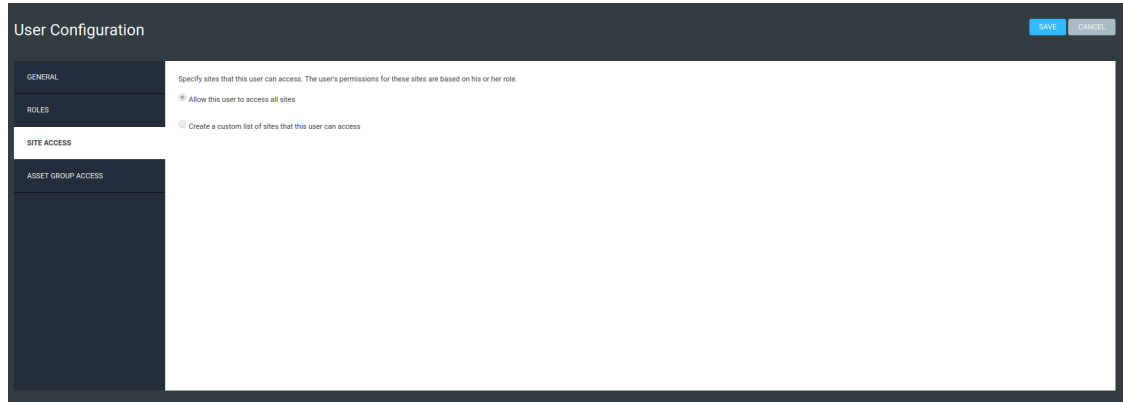 User Configuration
SAVE
CANCEL
GENERAL
ROLES
SITE ACCESS
ASSET GROUP ACCESS
Specify sites that this user can access. The user's permissions for these sites are based on his or her role.
Allow this user to access all sites
Create a custom list of sites that this user can access